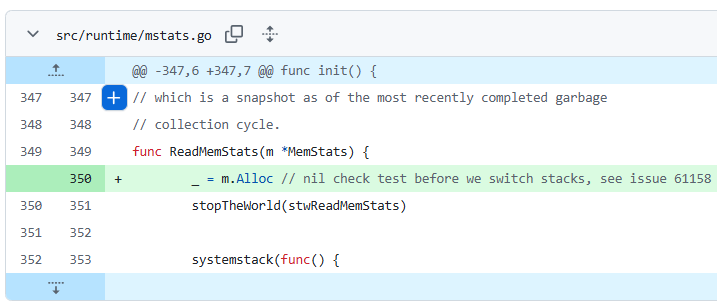 src/runtime/mstats.go
@@ -347,6 +347,7 @@ func init() {
347 347 // which is a snapshot as of the most recently completed garbage
348 348 // collection cycle.
349 349 func ReadMemStats(m *MemStats) {
350 + _ = m.Alloc // nil check test before we switch stacks, see issue 61158
350 351 stopTheWorld(stwReadMemStats)
351 352
352 353 systemstack(func() {